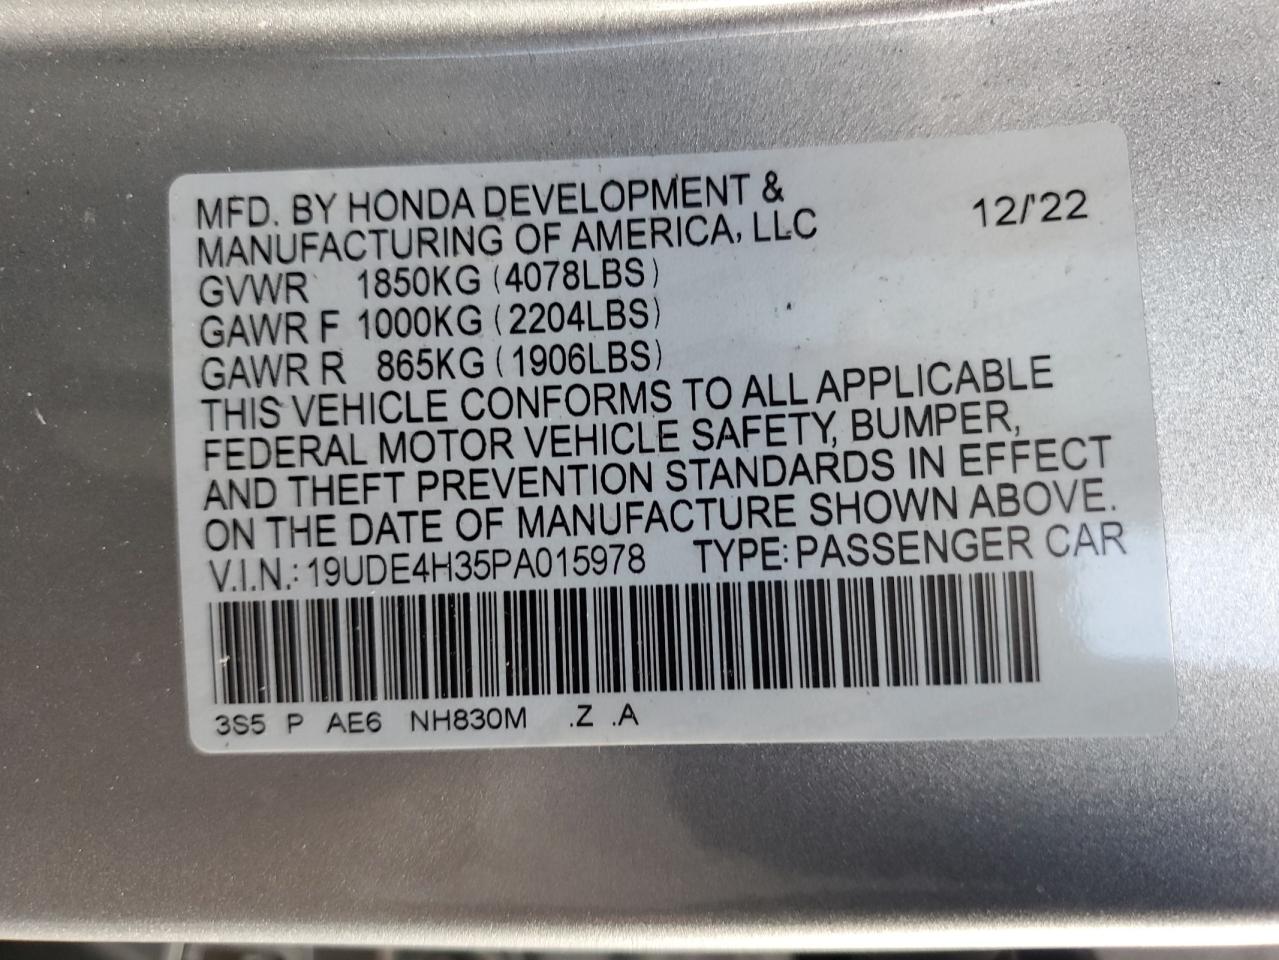 MFD. BY HONDA DEVELOPMENT &
MANUFACTURING OF AMERICA, LLC 12/'22
GVWR 1850KG (4078LBS)
GAWR F 1000KG (2204LBS)
GAWR R 865KG (1906LBS)
THIS VEHICLE CONFORMS TO ALL APPLICABLE
FEDERAL MOTOR VEHICLE SAFETY, BUMPER,
AND THEFT PREVENTION STANDARDS IN EFFECT
ON THE DATE OF MANUFACTURE SHOWN ABOVE.
V.I.N.: 19UDE4H35PA015978 TYPE: PASSENGER CAR
3S5 P AE6 NH830M .Z .A